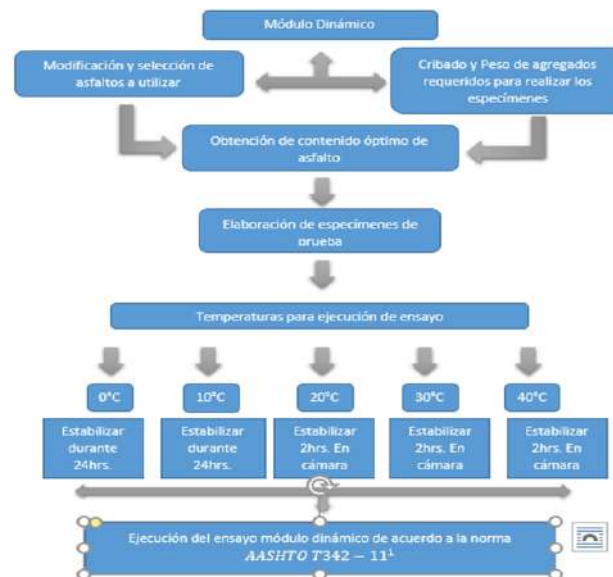 Módulo Dinámico
Modificación y selección de
asfaltos a utilizar
Cribado y Peso de agregados
requeridos para realizar los
especímenes
Obtención de contenido óptimo de
asfalto
Elaboración de especímenes de
prueba
Temperaturas para ejecución de ensayo
0°C
10°C
20°C
30°C
40°C
Estabilizar
durante
24hrs.
Estabilizar
durante
24hrs.
Estabilizar
2hrs. En
cámara
Estabilizar
2hrs. En
cámara
Estabilizar
2hrs. En
cámara
Ejecución del ensayo módulo dinámico de acuerdo a la norma
AASHTO T342 − 11¹